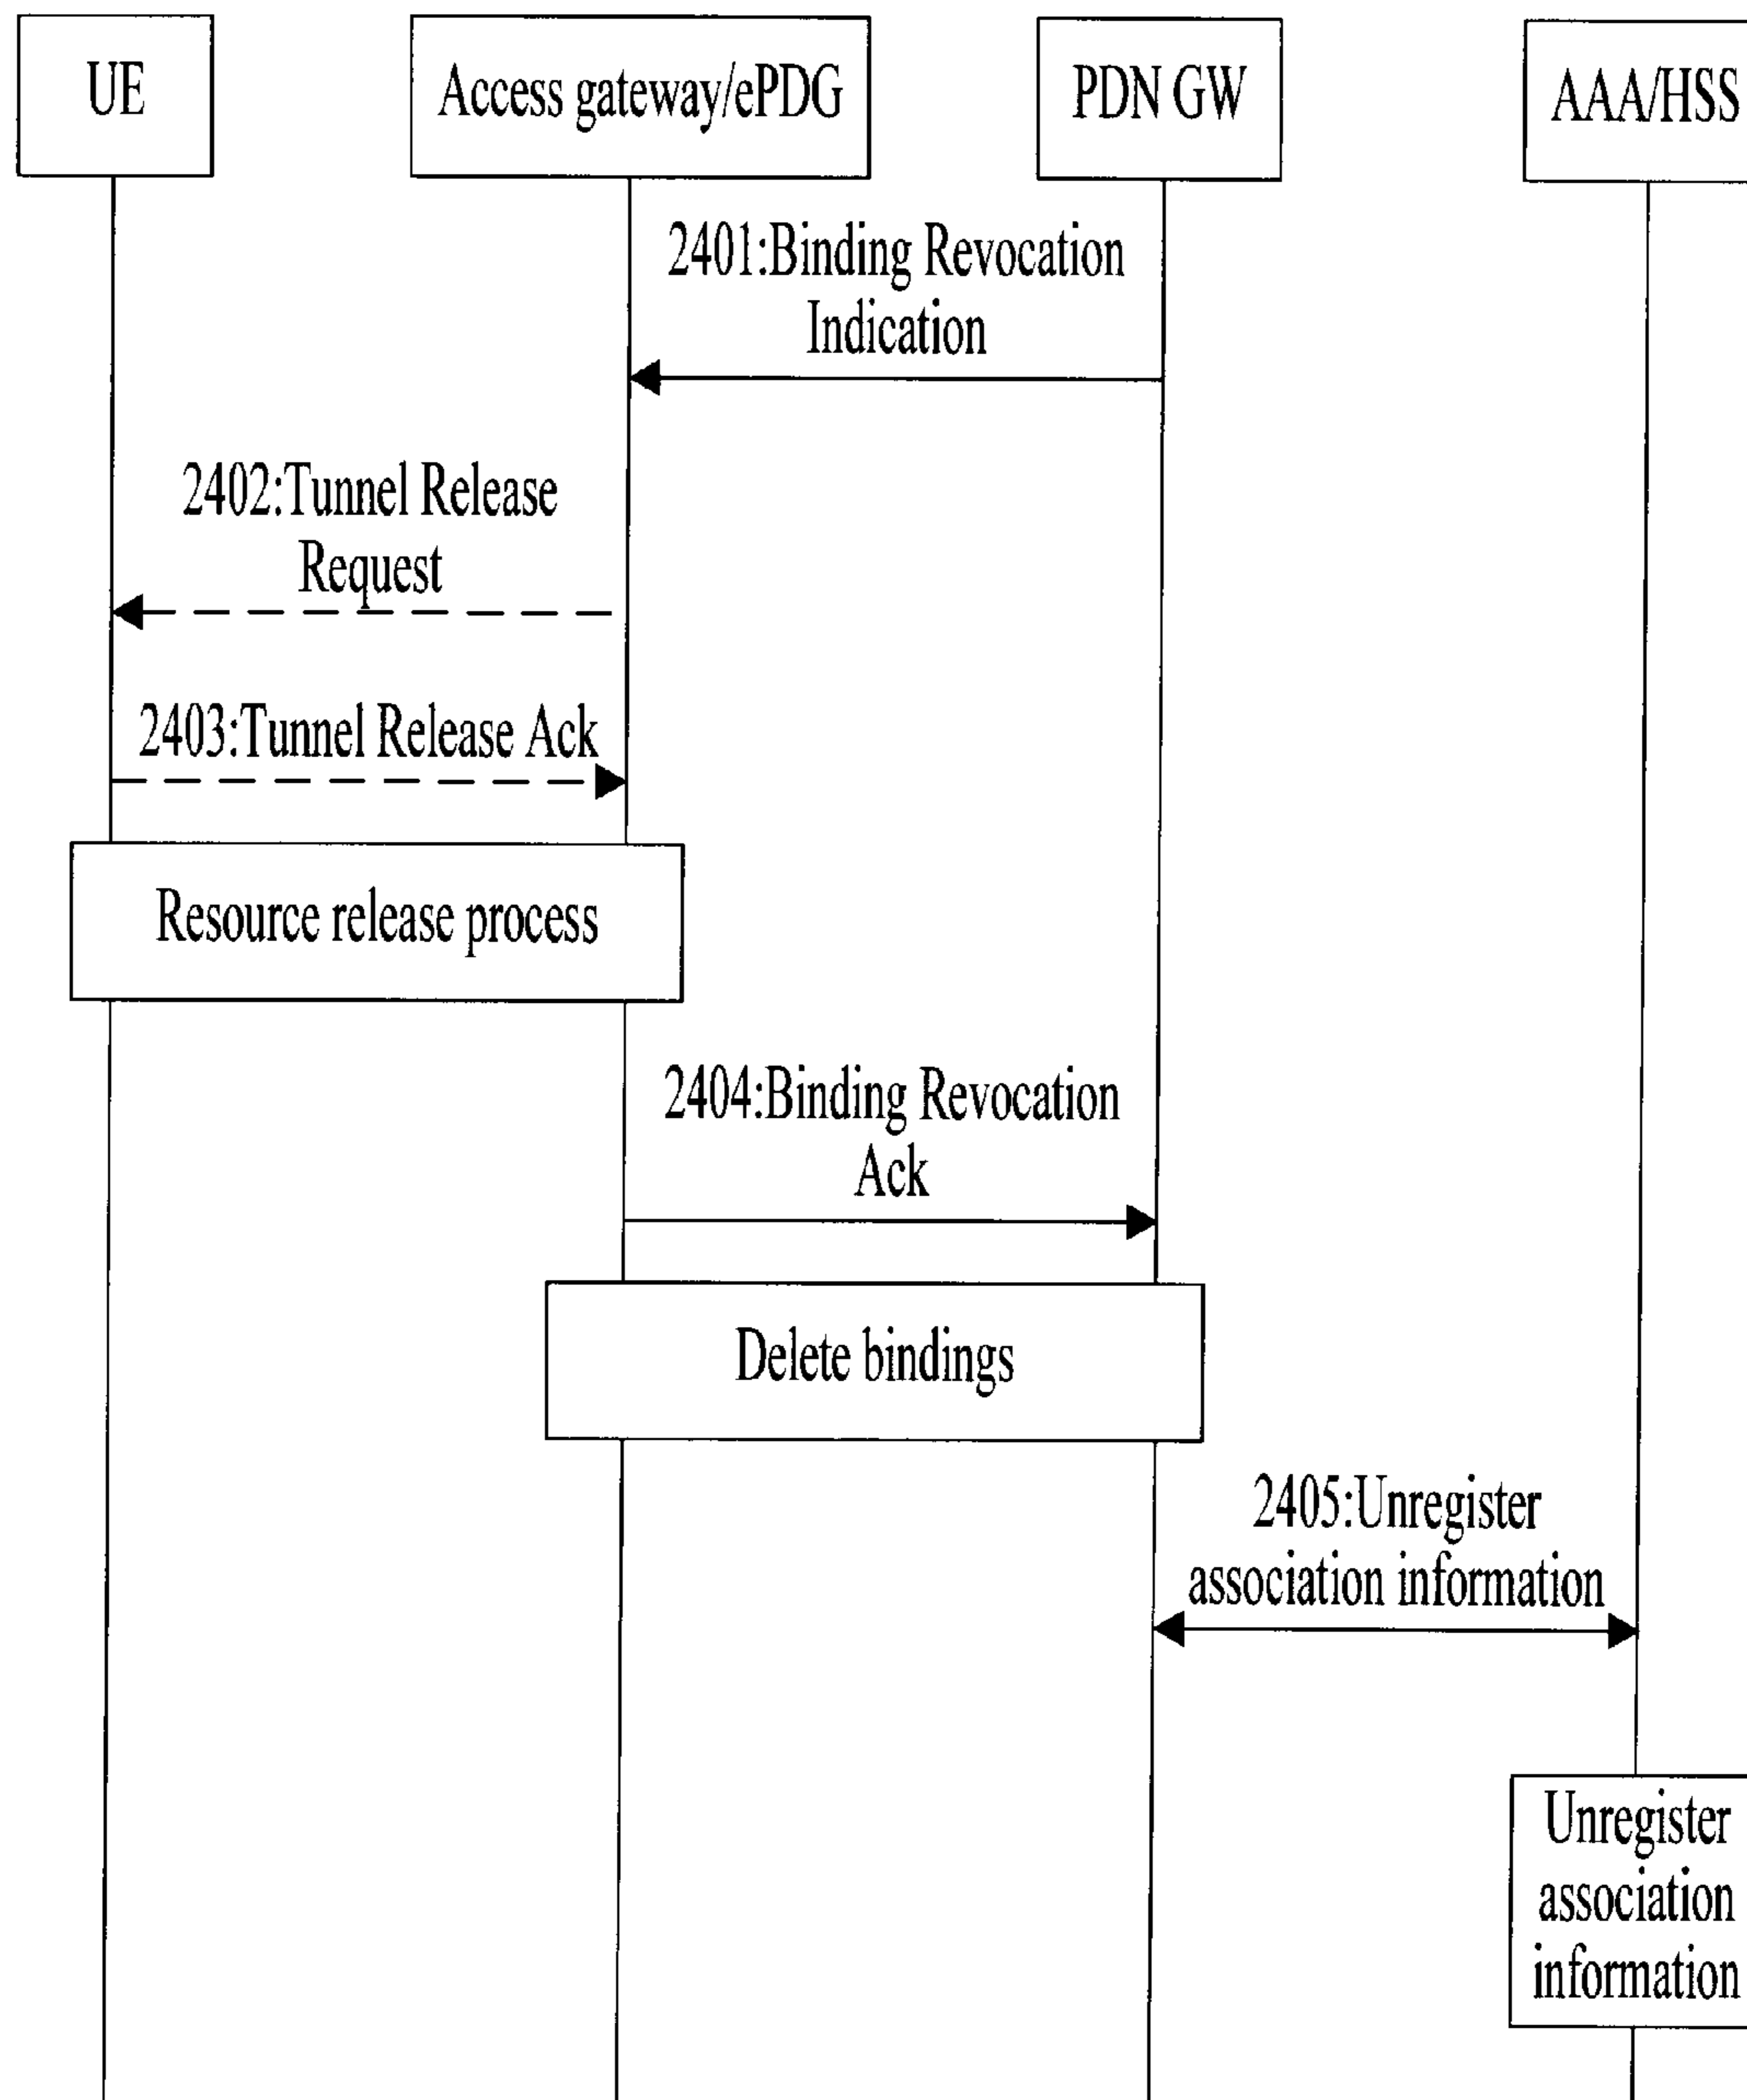 UE
Access gateway/ePDG
PDN GW
AAA/HSS
2401:Binding Revocation
Indication
2402:Tunnel Release
Request
2403:Tunnel Release Ack
Resource release process
2404:Binding Revocation
Ack
Delete bindings
2405:Unregister
association information
Unregister
association
information